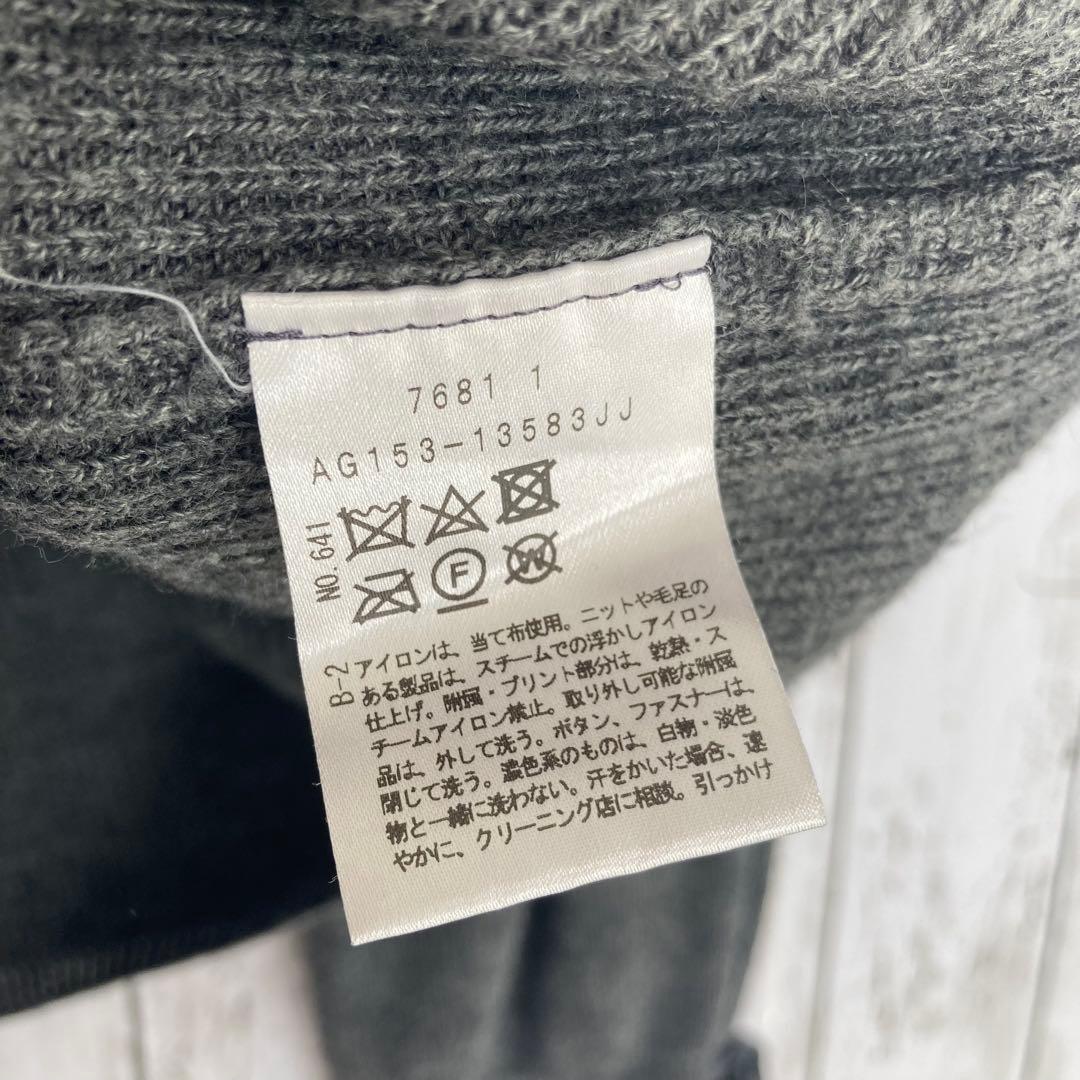 7681 1
AG153-13583JJ
NO.641
F
W
B-2
アイロンは、当て布使用。ニットや毛足の
ある製品は、スチームでの浮かしアイロン
仕上げ。附属・プリント部分は、乾熱・ス
チームアイロン禁止。取り外し可能な附属
品は、外して洗う。ボタン、ファスナーは、
閉じて洗う。濃色系のものは、白物・淡色
物と一緒に洗わない。汗をかいた場合、速
やかに、クリーニング店に相談。引っかけ